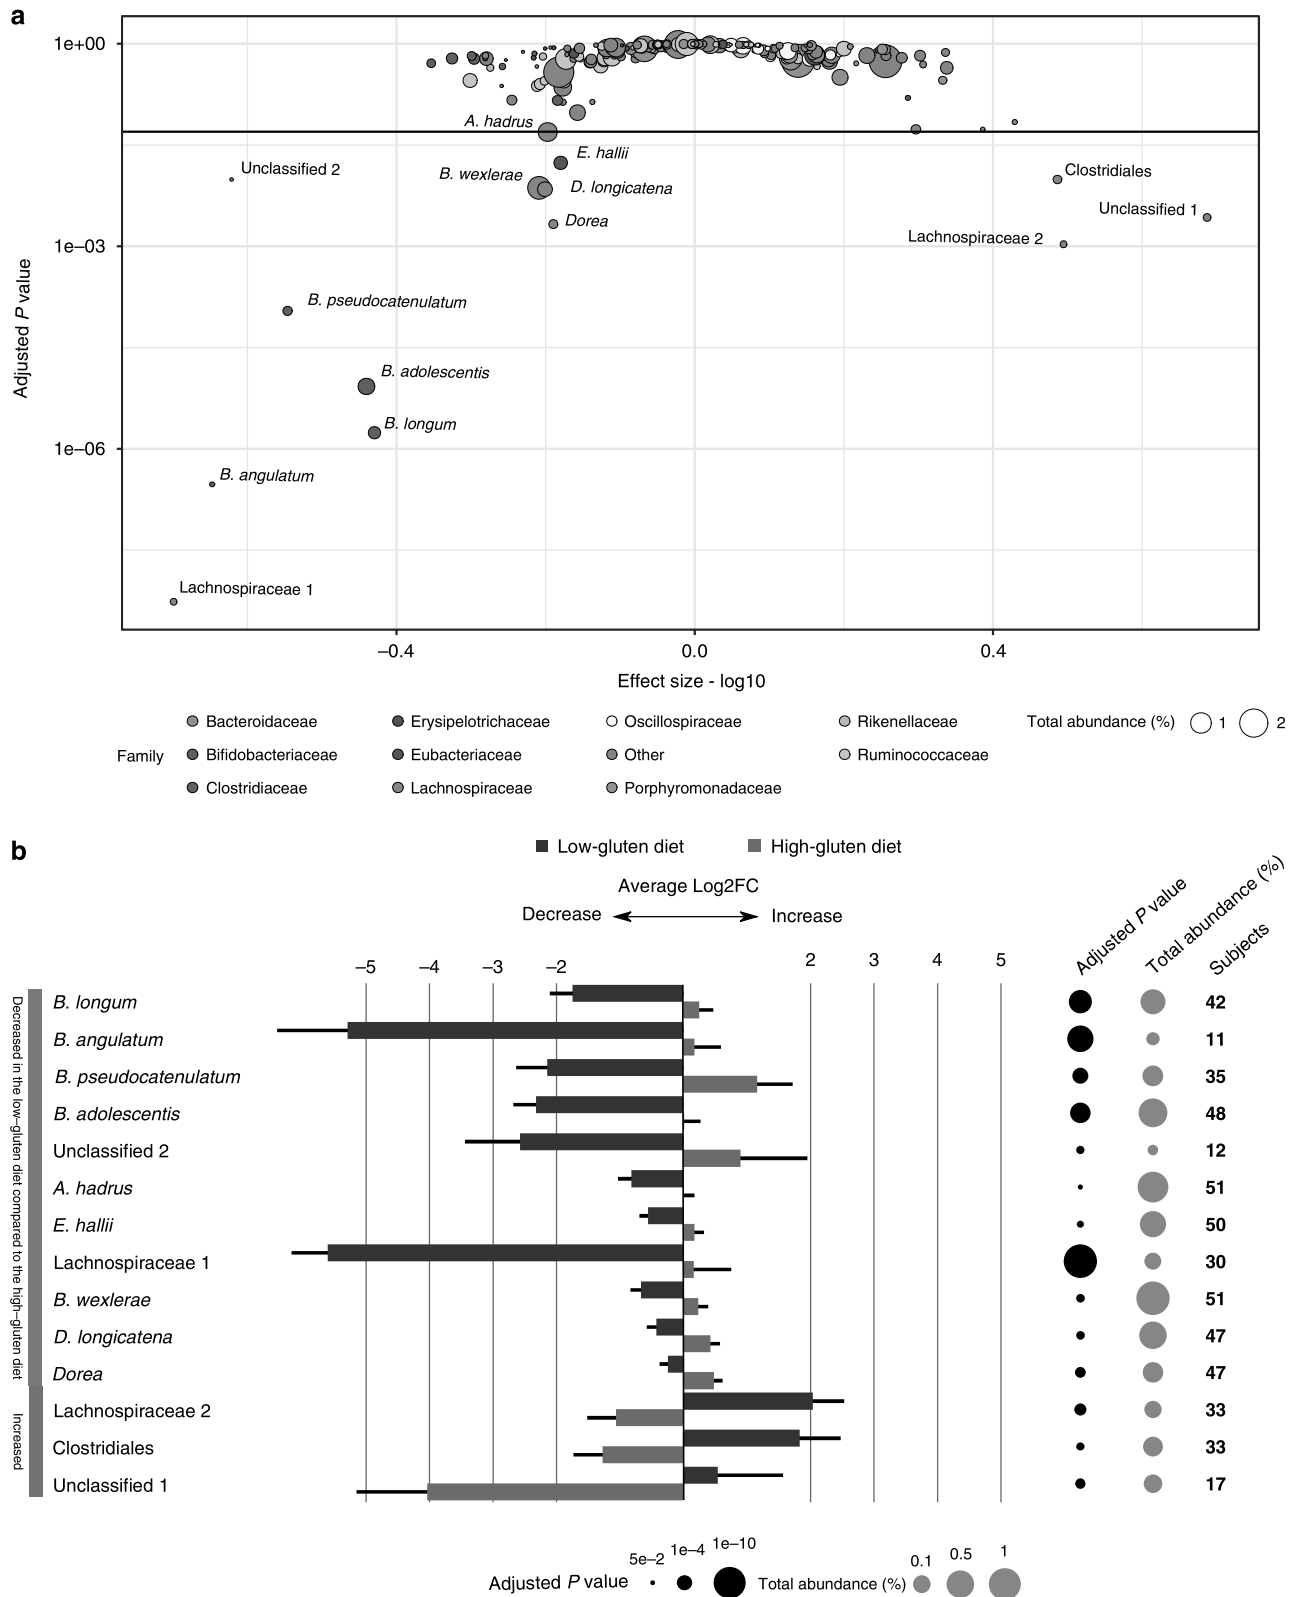 a
1e+00
A. hadrus
E. hallii
Unclassified 2
B. wexlerae
D. longicatena
Clostridiales
Dorea
Unclassified 1
Lachnospiraceae 2
1e–03
Adjusted P value
B. pseudocatenulatum
B. adolescentis
B. longum
1e–06
B. angulatum
Lachnospiraceae 1
–0.4 0.0 0.4
Effect size - log10
Family
Bacteroidaceae Erysipelotrichaceae Oscillospiraceae Rikenellaceae
Bifidobacteriaceae Eubacteriaceae Other Ruminococcaceae
Clostridiaceae Lachnospiraceae Porphyromonadaceae
Total abundance (%) 1 2
b
Low-gluten diet High-gluten diet
Average Log2FC
Decrease Increase
Adjusted P value
Total abundance (%)
Subjects
–5 –4 –3 –2 2 3 4 5
Decreased in the low–gluten diet compared to the high–gluten diet
B. longum 42
B. angulatum 11
B. pseudocatenulatum 35
B. adolescentis 48
Unclassified 2 12
A. hadrus 51
E. hallii 50
Lachnospiraceae 1 30
B. wexlerae 51
D. longicatena 47
Dorea 47
Increased
Lachnospiraceae 2 33
Clostridiales 33
Unclassified 1 17
Adjusted P value 5e–2 1e–4 1e–10
Total abundance (%) 0.1 0.5 1